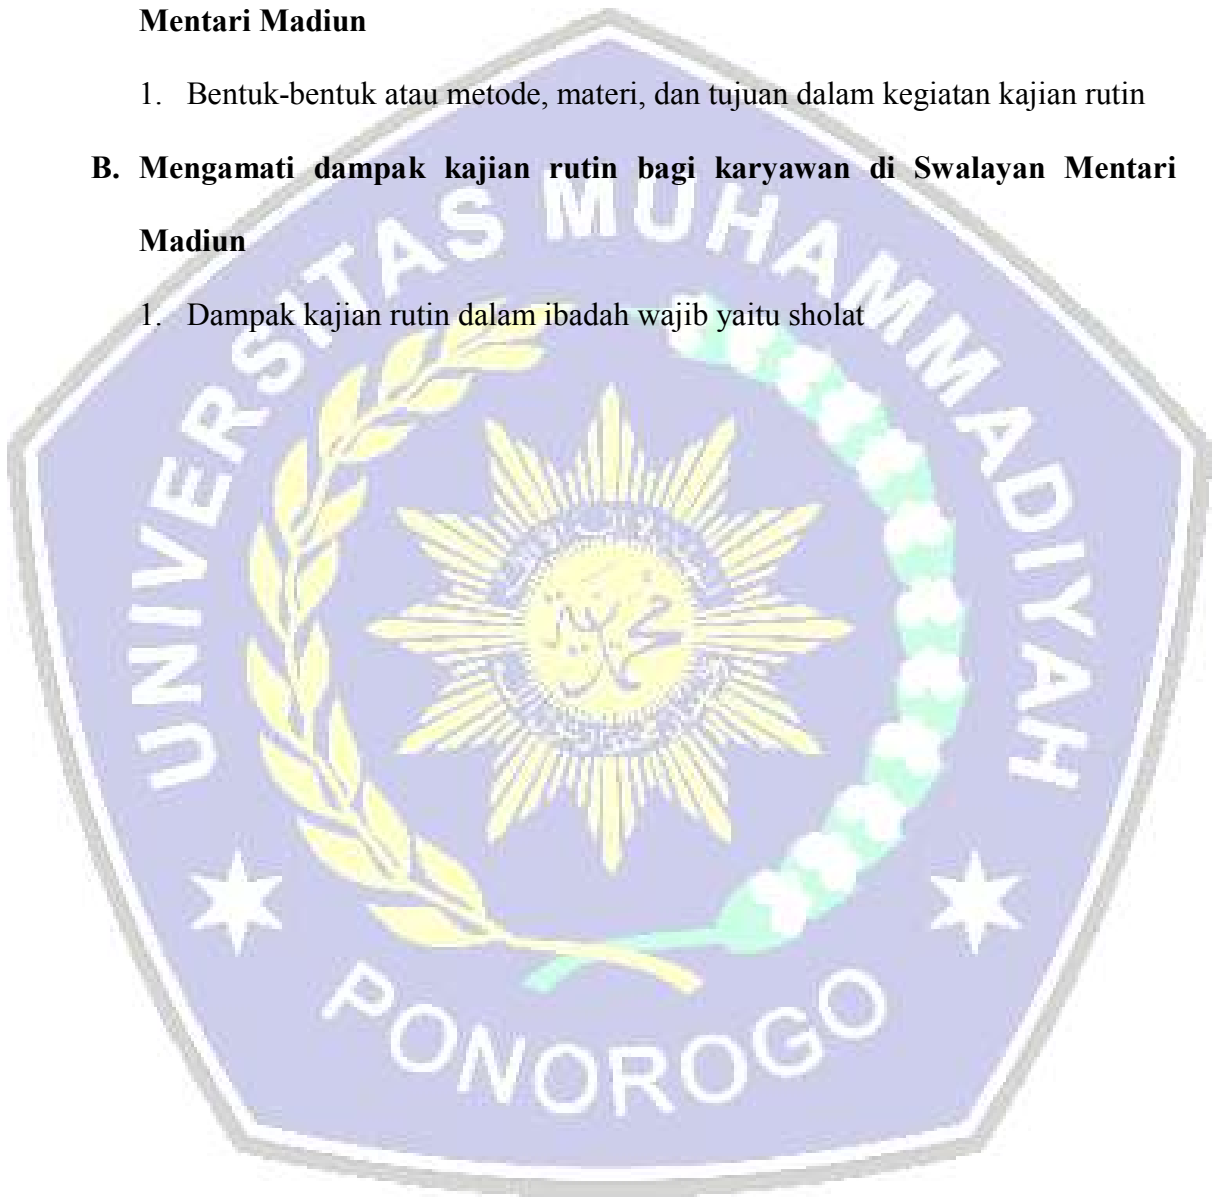 Mentari Madiun
1. Bentuk-bentuk atau metode, materi, dan tujuan dalam kegiatan kajian rutin
B. Mengamati dampak kajian rutin bagi karyawan di Swalayan Mentari
Madiun
1. Dampak kajian rutin dalam ibadah wajib yaitu sholat
UNIVERSITAS MUHAMMADIYAH
PONOROGO